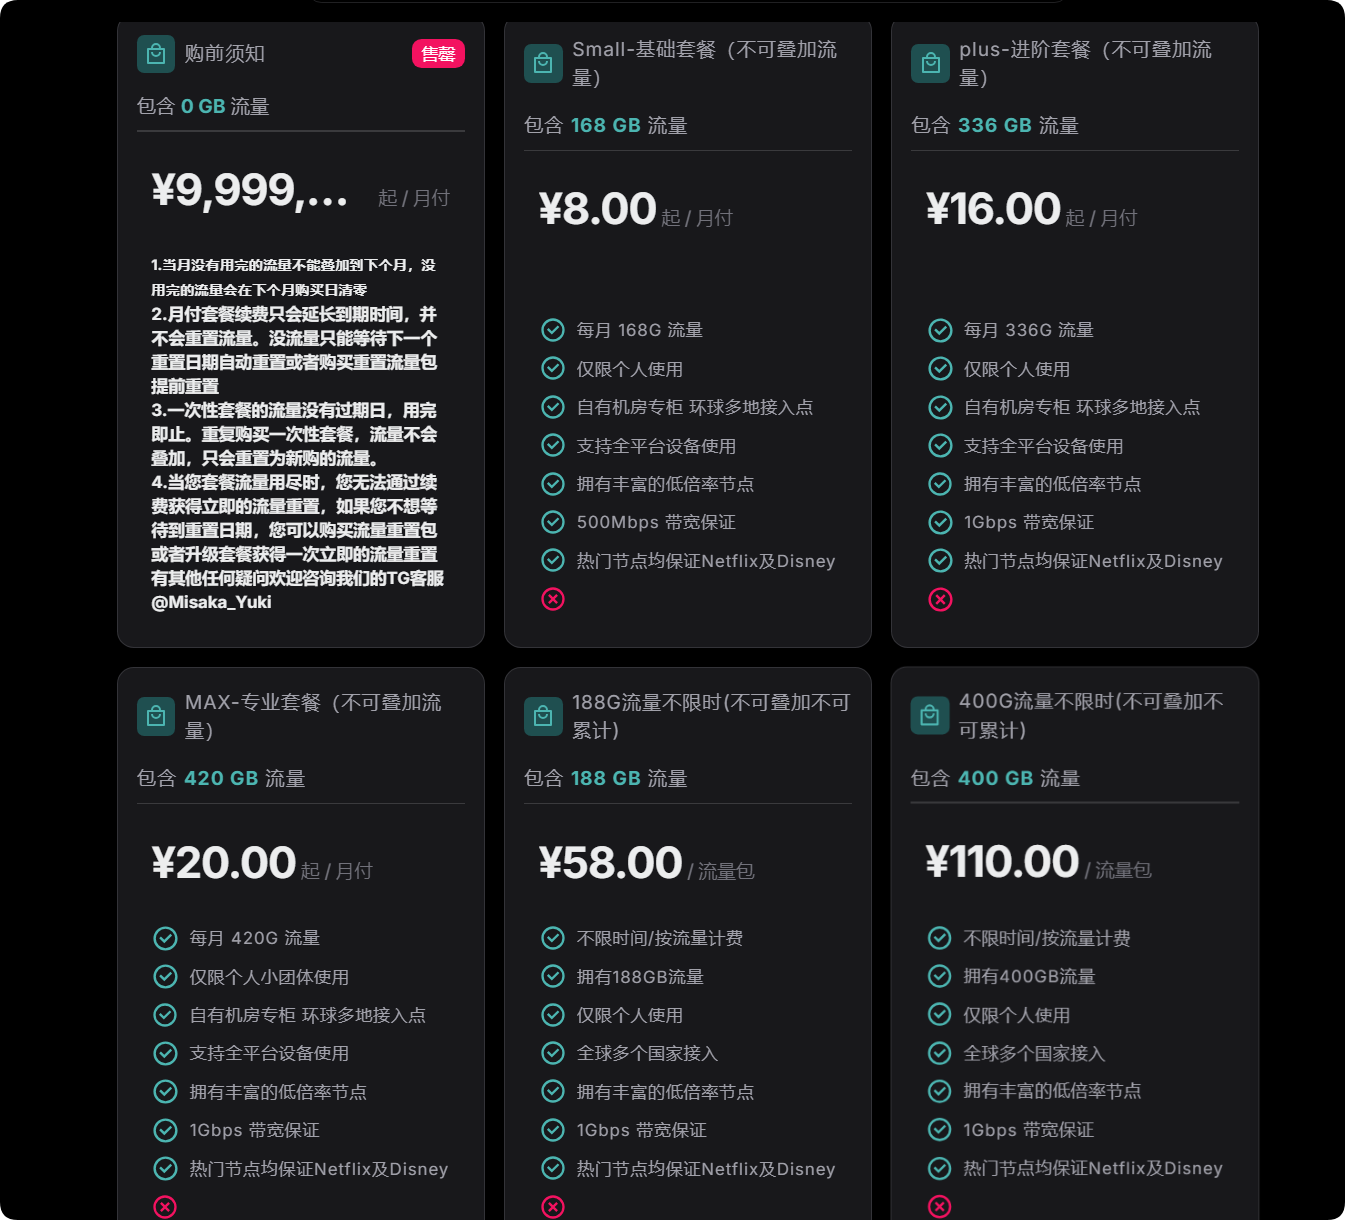 购前须知
售罄
包含 0 GB 流量
¥9,999,... 起 / 月付
1.当月没有用完的流量不能叠加到下个月，没
用完的流量会在下个月购买日清零
2.月付套餐续费只会延长到期时间，并
不会重置流量。没流量只能等待下一个
重置日期自动重置或者购买重置流量包
提前重置
3.一次性套餐的流量没有过期日，用完
即止。重复购买一次性套餐，流量不会
叠加，只会重置为新购的流量。
4.当您套餐流量用尽时，您无法通过续
费获得立即的流量重置，如果您不想等
待到重置日期，您可以购买流量重置包
或者升级套餐获得一次立即的流量重置
有其他任何疑问欢迎咨询我们的TG客服
@Misaka_Yuki
Small-基础套餐（不可叠加流
量）
包含 168 GB 流量
¥8.00 起 / 月付
每月 168G 流量
仅限个人使用
自有机房专柜 环球多地接入点
支持全平台设备使用
拥有丰富的低倍率节点
500Mbps 带宽保证
热门节点均保证Netflix及Disney
plus-进阶套餐（不可叠加流
量）
包含 336 GB 流量
¥16.00 起 / 月付
每月 336G 流量
仅限个人使用
自有机房专柜 环球多地接入点
支持全平台设备使用
拥有丰富的低倍率节点
1Gbps 带宽保证
热门节点均保证Netflix及Disney
MAX-专业套餐（不可叠加流
量）
包含 420 GB 流量
¥20.00 起 / 月付
每月 420G 流量
仅限个人小团体使用
自有机房专柜 环球多地接入点
支持全平台设备使用
拥有丰富的低倍率节点
1Gbps 带宽保证
热门节点均保证Netflix及Disney
188G流量不限时(不可叠加不可
累计)
包含 188 GB 流量
¥58.00 / 流量包
不限时间/按流量计费
拥有188GB流量
仅限个人使用
全球多个国家接入
拥有丰富的低倍率节点
1Gbps 带宽保证
热门节点均保证Netflix及Disney
400G流量不限时(不可叠加不
可累计)
包含 400 GB 流量
¥110.00 / 流量包
不限时间/按流量计费
拥有400GB流量
仅限个人使用
全球多个国家接入
拥有丰富的低倍率节点
1Gbps 带宽保证
热门节点均保证Netflix及Disney